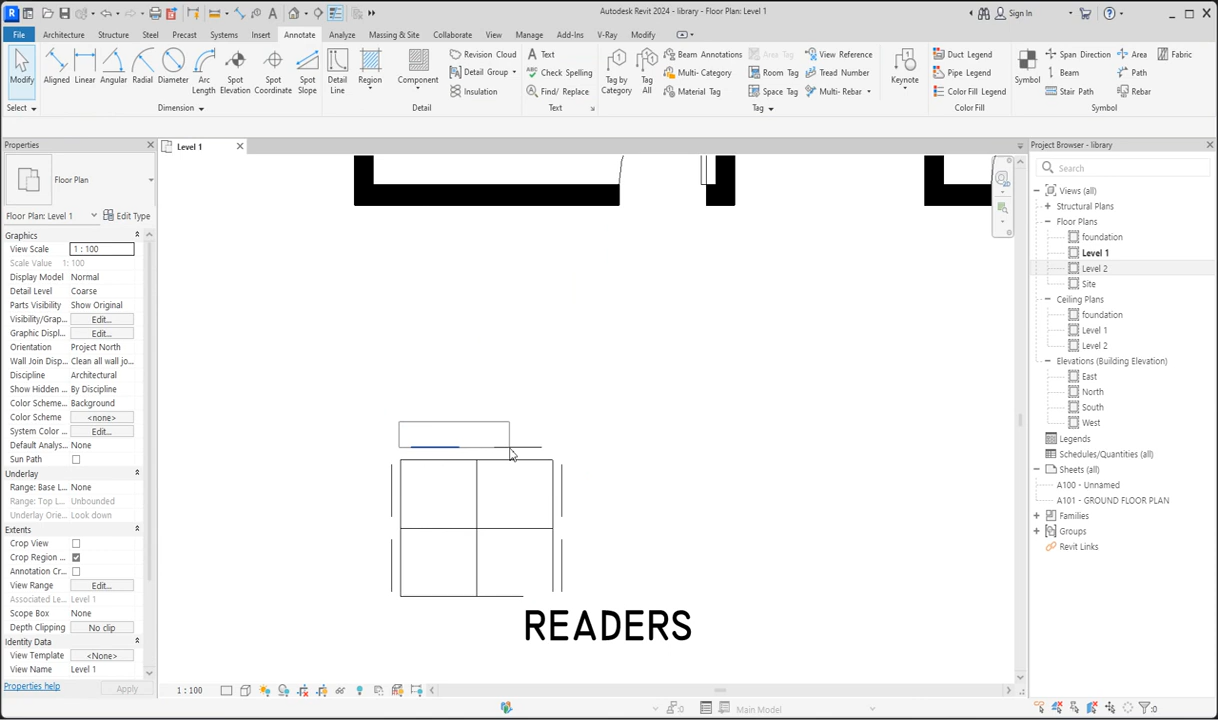 Autodesk Revit 2024 - library - Floor Plan: Level 1
Sign In
File Architecture Structure Steel Precast Systems Insert Annotate Analyze Massing & Site Collaborate View Manage Add-Ins V-Ray Modify
Modify
Select
Aligned Linear Angular Radial Diameter Arc Length Spot Elevation Spot Coordinate Spot Slope
Dimension
Detail Line
Region
Component
Revision Cloud
Detail Group
Insulation
Detail
Text
Check Spelling
Find/ Replace
Text
Tag by Category
Tag All
Beam Annotations
Multi- Category
Material Tag
Area Tag
Room Tag
Space Tag
View Reference
Tread Number
Multi- Rebar
Tag
Keynote
Duct Legend
Pipe Legend
Color Fill Legend
Color Fill
Symbol
Span Direction
Beam
Stair Path
Area
Path
Rebar
Fabric
Symbol
Properties
Floor Plan
Floor Plan: Level 1
Edit Type
Graphics
View Scale 1 : 100
Scale Value 1: 100
Display Model Normal
Detail Level Coarse
Parts Visibility Show Original
Visibility/Grap... Edit...
Graphic Displ... Edit...
Orientation Project North
Wall Join Disp... Clean all wall jo...
Discipline Architectural
Show Hidden ... By Discipline
Color Scheme... Background
Color Scheme <none>
System Color ... Edit...
Default Analys... None
Sun Path
Underlay
Range: Base L... None
Range: Top L... Unbounded
Underlay Orie... Look down
Extents
Crop View
Crop Region ...
Annotation Cr...
View Range Edit...
Associated Le... Level 1
Scope Box None
Depth Clipping No clip
Identity Data
View Template <None>
View Name Level 1
Properties help
Apply
Level 1
READERS
1 : 100
:0
Main Model
:0
Project Browser - library
Search
Views (all)
Structural Plans
Floor Plans
foundation
Level 1
Level 2
Site
Ceiling Plans
foundation
Level 1
Level 2
Elevations (Building Elevation)
East
North
South
West
Legends
Schedules/Quantities (all)
Sheets (all)
A100 - Unnamed
A101 - GROUND FLOOR PLAN
Families
Groups
Revit Links